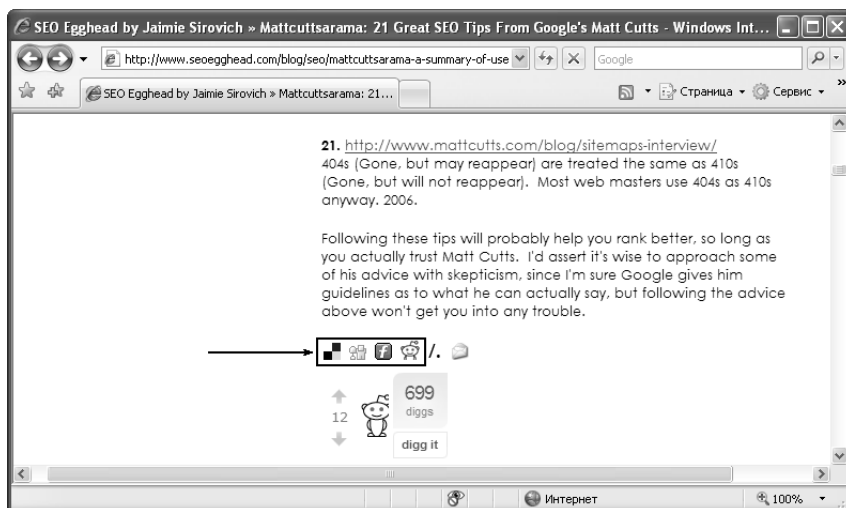 SEO Egghead by Jaimie Sirovich » Mattcuttsarama: 21 Great SEO Tips From Google's Matt Cutts - Windows Int...
http://www.seoegghead.com/blog/seo/mattcuttsarama-a-summary-of-use
Google
SEO Egghead by Jaimie Sirovich » Mattcuttsarama: 21...
Страница
Сервис
»
21. http://www.mattcutts.com/blog/sitemaps-interview/
404s (Gone, but may reappear) are treated the same as 410s
(Gone, but will not reappear). Most web masters use 404s as 410s
anyway. 2006.
Following these tips will probably help you rank better, so long as
you actually trust Matt Cutts. I'd assert it's wise to approach some
of his advice with skepticism, since I'm sure Google gives him
guidelines as to what he can actually say, but following the advice
above won't get you into any trouble.
f /.
699
diggs
12
digg it
Интернет
100%